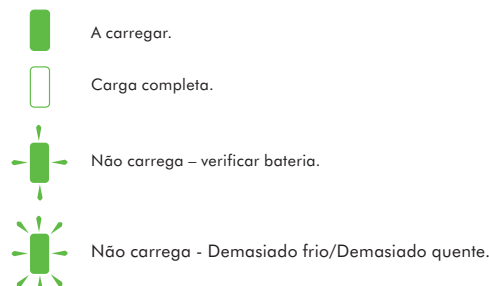 A carregar.
Carga completa.
Não carrega – verificar bateria.
Não carrega - Demasiado frio/Demasiado quente.